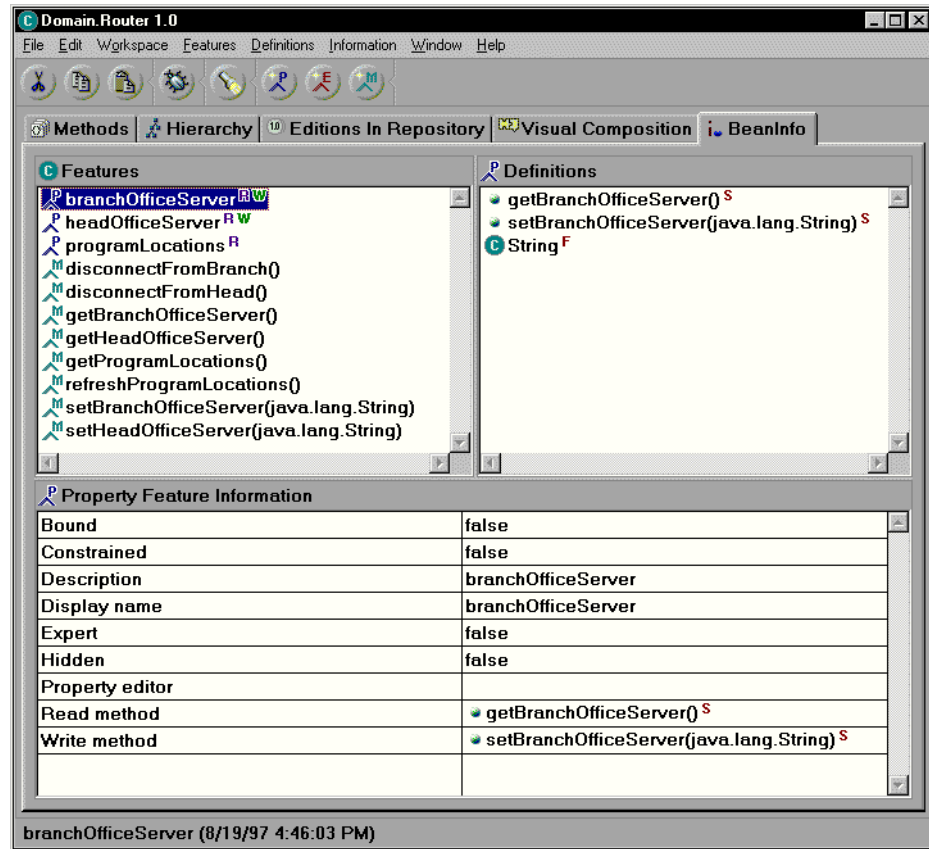 C Domain.Router 1.0
File Edit Workspace Features Definitions Information Window Help
P E M
Methods Hierarchy 1.0 Editions In Repository Visual Composition i BeanInfo
C Features
P branchOfficeServer R W
P headOfficeServer R W
P programLocations R
M disconnectFromBranch()
M disconnectFromHead()
M getBranchOfficeServer()
M getHeadOfficeServer()
M getProgramLocations()
M refreshProgramLocations()
M setBranchOfficeServer(java.lang.String)
M setHeadOfficeServer(java.lang.String)
P Definitions
getBranchOfficeServer() S
setBranchOfficeServer(java.lang.String) S
C String F
P Property Feature Information
Bound false
Constrained false
Description branchOfficeServer
Display name branchOfficeServer
Expert false
Hidden false
Property editor
Read method getBranchOfficeServer() S
Write method setBranchOfficeServer(java.lang.String) S
branchOfficeServer (8/19/97 4:46:03 PM)